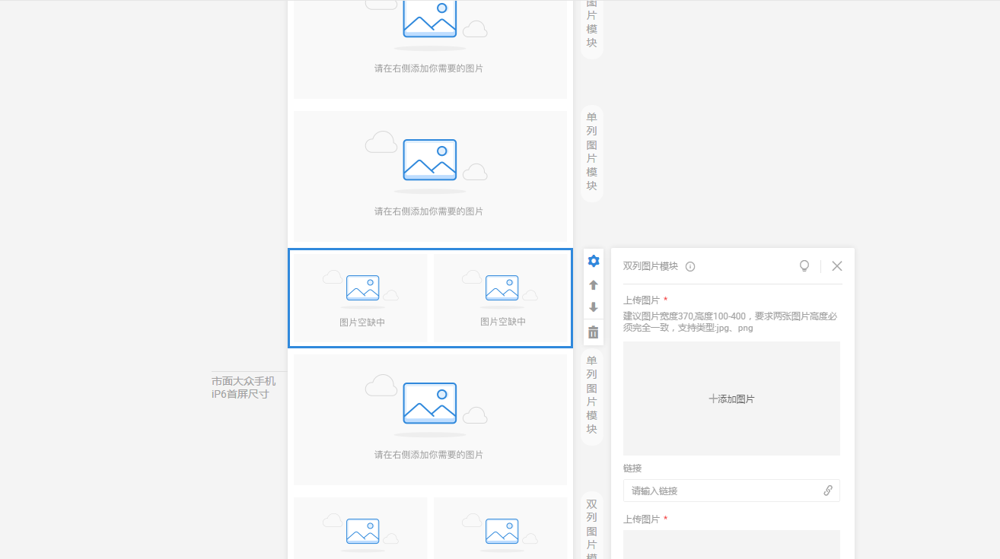 图
片
模
块
请在右侧添加你需要的图片
单
列
图
片
模
块
请在右侧添加你需要的图片
图片空缺中
图片空缺中
双列图片模块
上传图片 *
建议图片宽度370,高度100-400，要求两张图片高度必
须完全一致，支持类型:jpg、png
添加图片
链接
请输入链接
上传图片 *
单
列
图
片
模
块
市面大众手机
iP6首屏尺寸
请在右侧添加你需要的图片
双
列
图
片
模